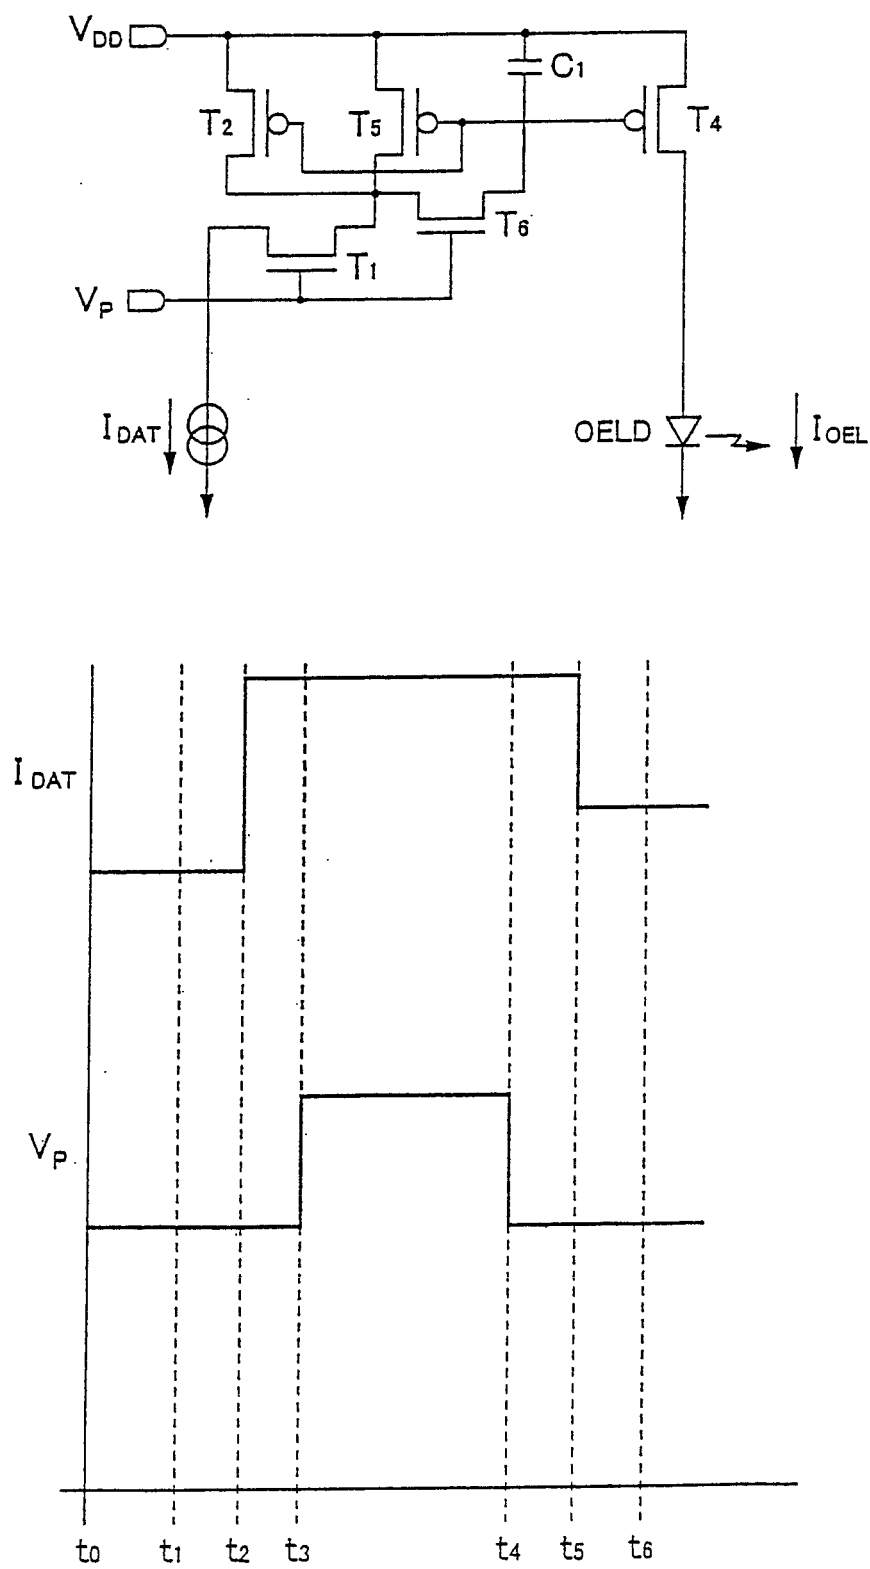 VDD
C1
T2 T5 T4
T6
T1
VP
IDAT OELD IOEL
IDAT
VP
t0 t1 t2 t3 t4 t5 t6